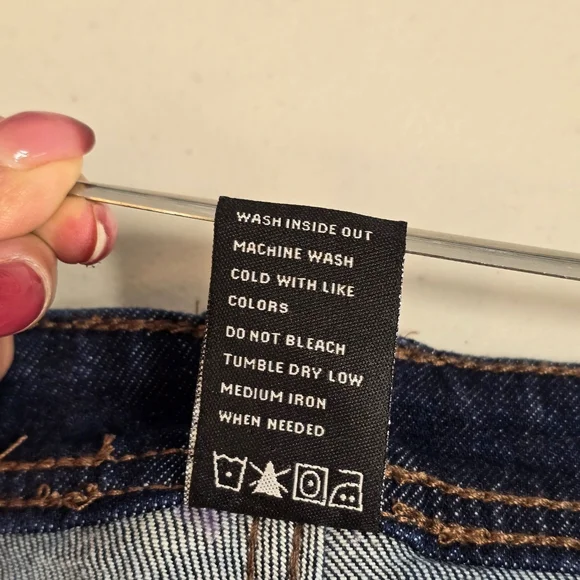 WASH INSIDE OUT
MACHINE WASH
COLD WITH LIKE
COLORS
DO NOT BLEACH
TUMBLE DRY LOW
MEDIUM IRON
WHEN NEEDED